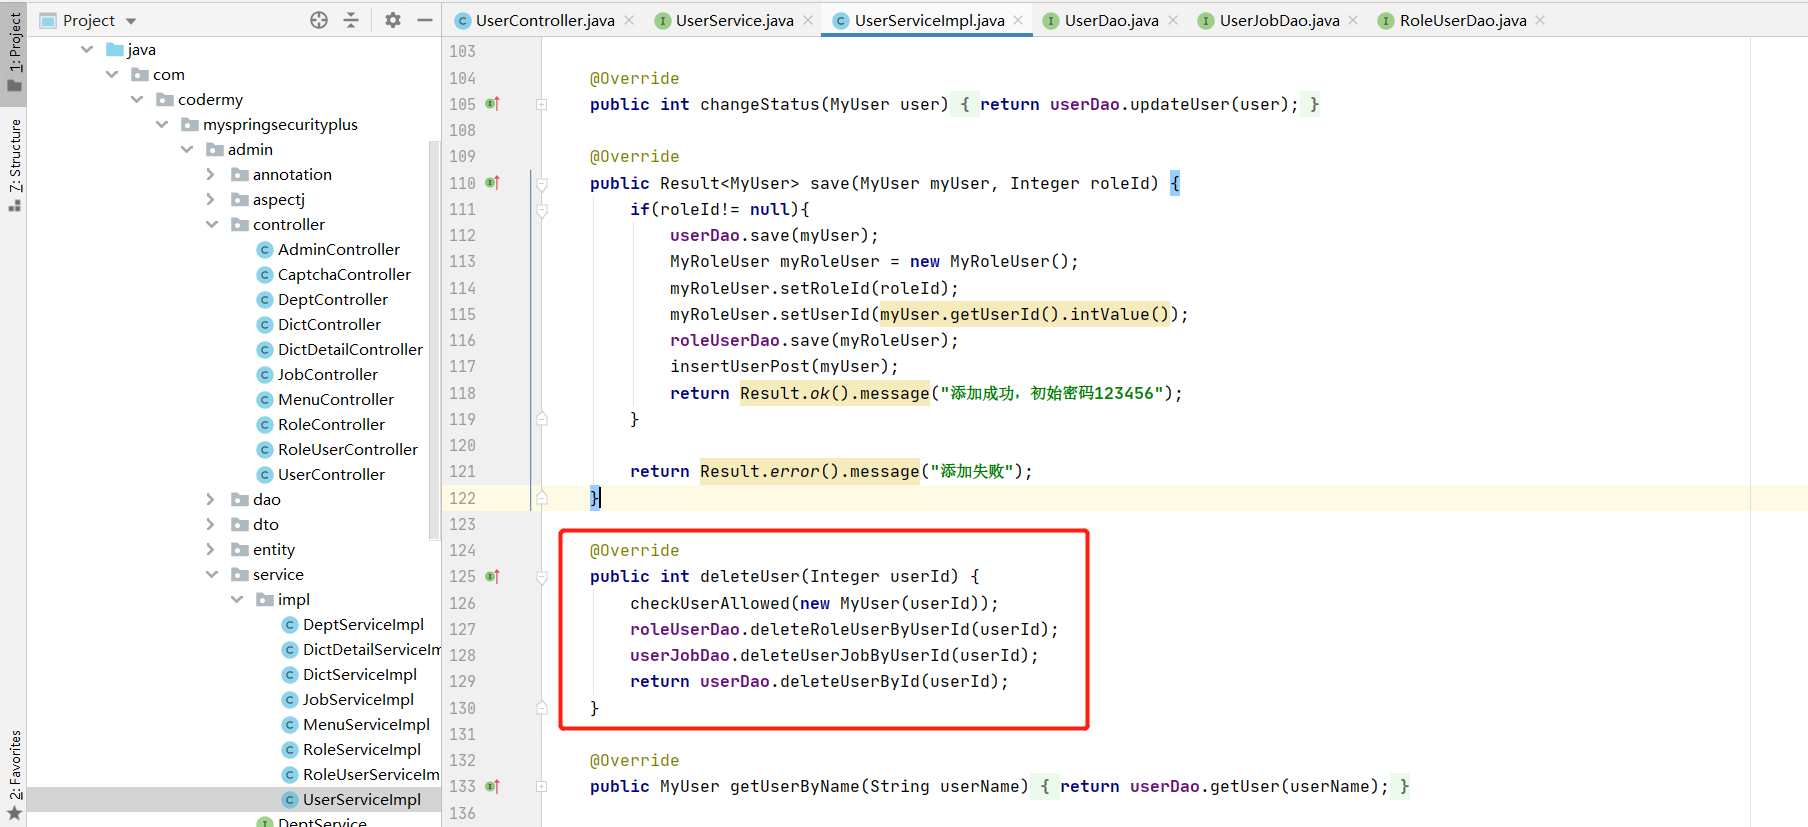 1: Project
7: Structure
2: Favorites
Project
java
com
codermy
myspringsecurityplus
admin
annotation
aspectj
controller
AdminController
CaptchaController
DeptController
DictController
DictDetailController
JobController
MenuController
RoleController
RoleUserController
UserController
dao
dto
entity
service
impl
DeptServiceImpl
DictDetailServiceIm
DictServiceImpl
JobServiceImpl
MenuServiceImpl
RoleServiceImpl
RoleUserServiceIm
UserServiceImpl
DeptService
UserController.java
UserService.java
UserServiceImpl.java
UserDao.java
UserJobDao.java
RoleUserDao.java
103
104 @Override
105 public int changeStatus(MyUser user) { return userDao.updateUser(user); }
108
109 @Override
110 public Result<MyUser> save(MyUser myUser, Integer roleId) {
111 if(roleId!= null){
112 userDao.save(myUser);
113 MyRoleUser myRoleUser = new MyRoleUser();
114 myRoleUser.setRoleId(roleId);
115 myRoleUser.setUserId(myUser.getUserId().intValue());
116 roleUserDao.save(myRoleUser);
117 insertUserPost(myUser);
118 return Result.ok().message("添加成功，初始密码123456");
119 }
120
121 return Result.error().message("添加失败");
122 }
123
124 @Override
125 public int deleteUser(Integer userId) {
126 checkUserAllowed(new MyUser(userId));
127 roleUserDao.deleteRoleUserByUserId(userId);
128 userJobDao.deleteUserJobByUserId(userId);
129 return userDao.deleteUserById(userId);
130 }
131
132 @Override
133 public MyUser getUserByName(String userName) { return userDao.getUser(userName); }
136